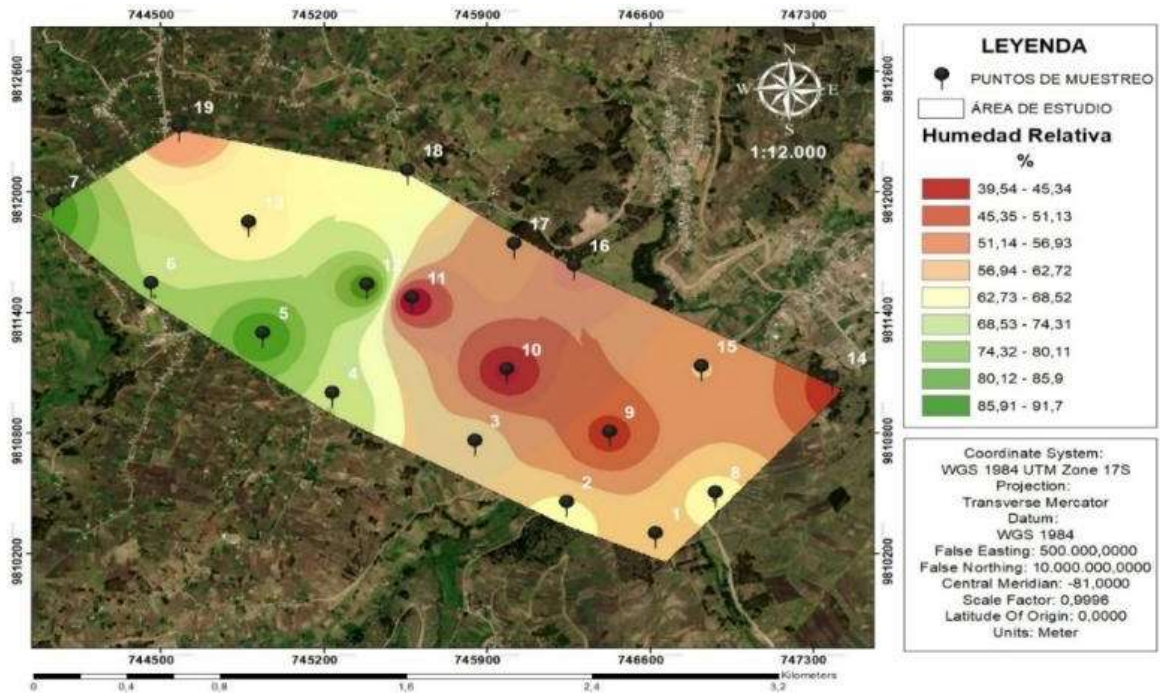 744500 745200 745900 746600 747300
9812600
9812000
9811400
9810800
9810200
9812600
9812000
9811400
9810800
9810200
N
W E
S
1:12.000
19
18
7
13
17
16
6
12
11
5
15
14
10
4
9
3
8
2
1
744500 745200 745900 746600 747300
Kilometers
0 0,4 0,8 1,6 2,4 3,2
LEYENDA
PUNTOS DE MUESTREO
ÁREA DE ESTUDIO
Humedad Relativa
%
39,54 - 45,34
45,35 - 51,13
51,14 - 56,93
56,94 - 62,72
62,73 - 68,52
68,53 - 74,31
74,32 - 80,11
80,12 - 85,9
85,91 - 91,7
Coordinate System:
WGS 1984 UTM Zone 17S
Projection:
Transverse Mercator
Datum:
WGS 1984
False Easting: 500.000,0000
False Northing: 10.000.000,0000
Central Meridian: -81,0000
Scale Factor: 0,9996
Latitude Of Origin: 0,0000
Units: Meter